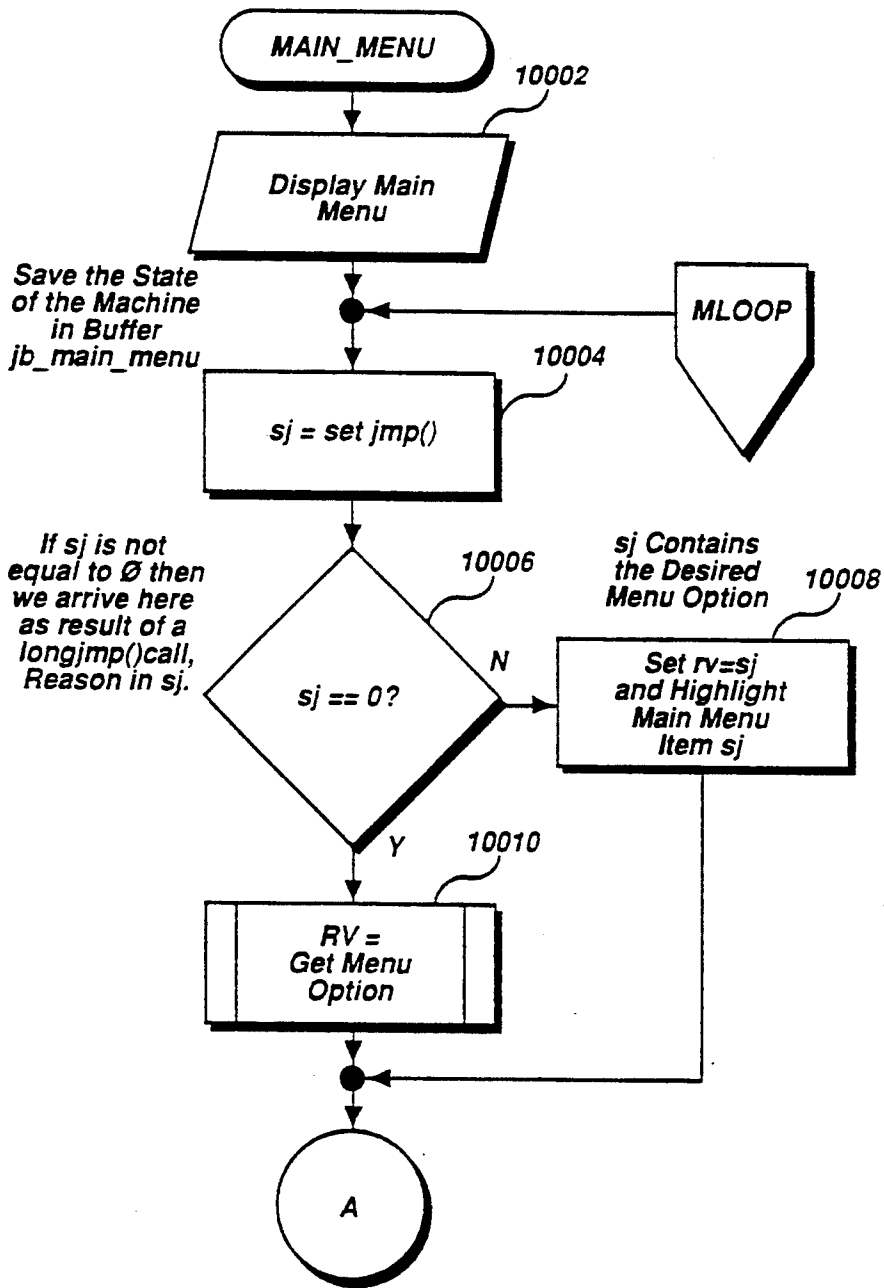 MAIN_MENU
10002
Display Main
Menu
Save the State
of the Machine
in Buffer
jb_main_menu
MLOOP
10004
sj = set jmp()
If sj is not
equal to Ø then
we arrive here
as result of a
longjmp()call,
Reason in sj.
10006
sj == 0?
N
Y
sj Contains
the Desired
Menu Option
10008
Set rv=sj
and Highlight
Main Menu
Item sj
10010
RV =
Get Menu
Option
A